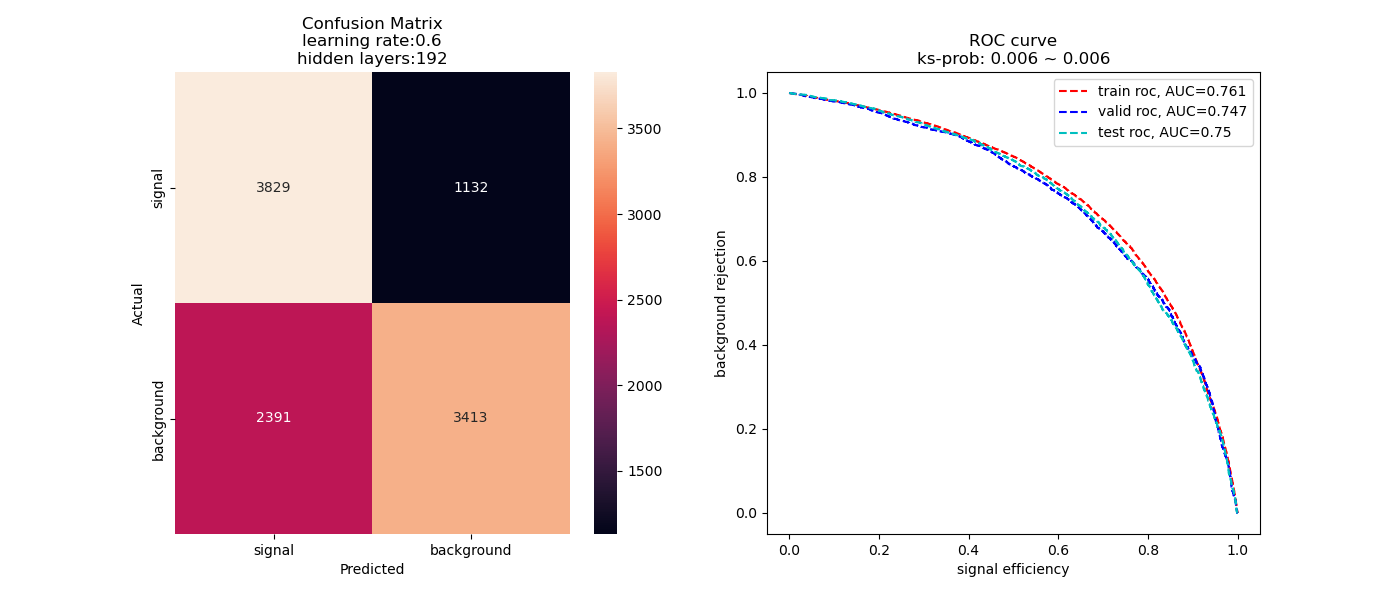 Confusion Matrix
learning rate:0.6
hidden layers:192
signal
background
Actual
3829
1132
2391
3413
signal
background
Predicted
3500
3000
2500
2000
1500
ROC curve
ks-prob: 0.006 ~ 0.006
train roc, AUC=0.761
valid roc, AUC=0.747
test roc, AUC=0.75
background rejection
1.0
0.8
0.6
0.4
0.2
0.0
0.0
0.2
0.4
0.6
0.8
1.0
signal efficiency